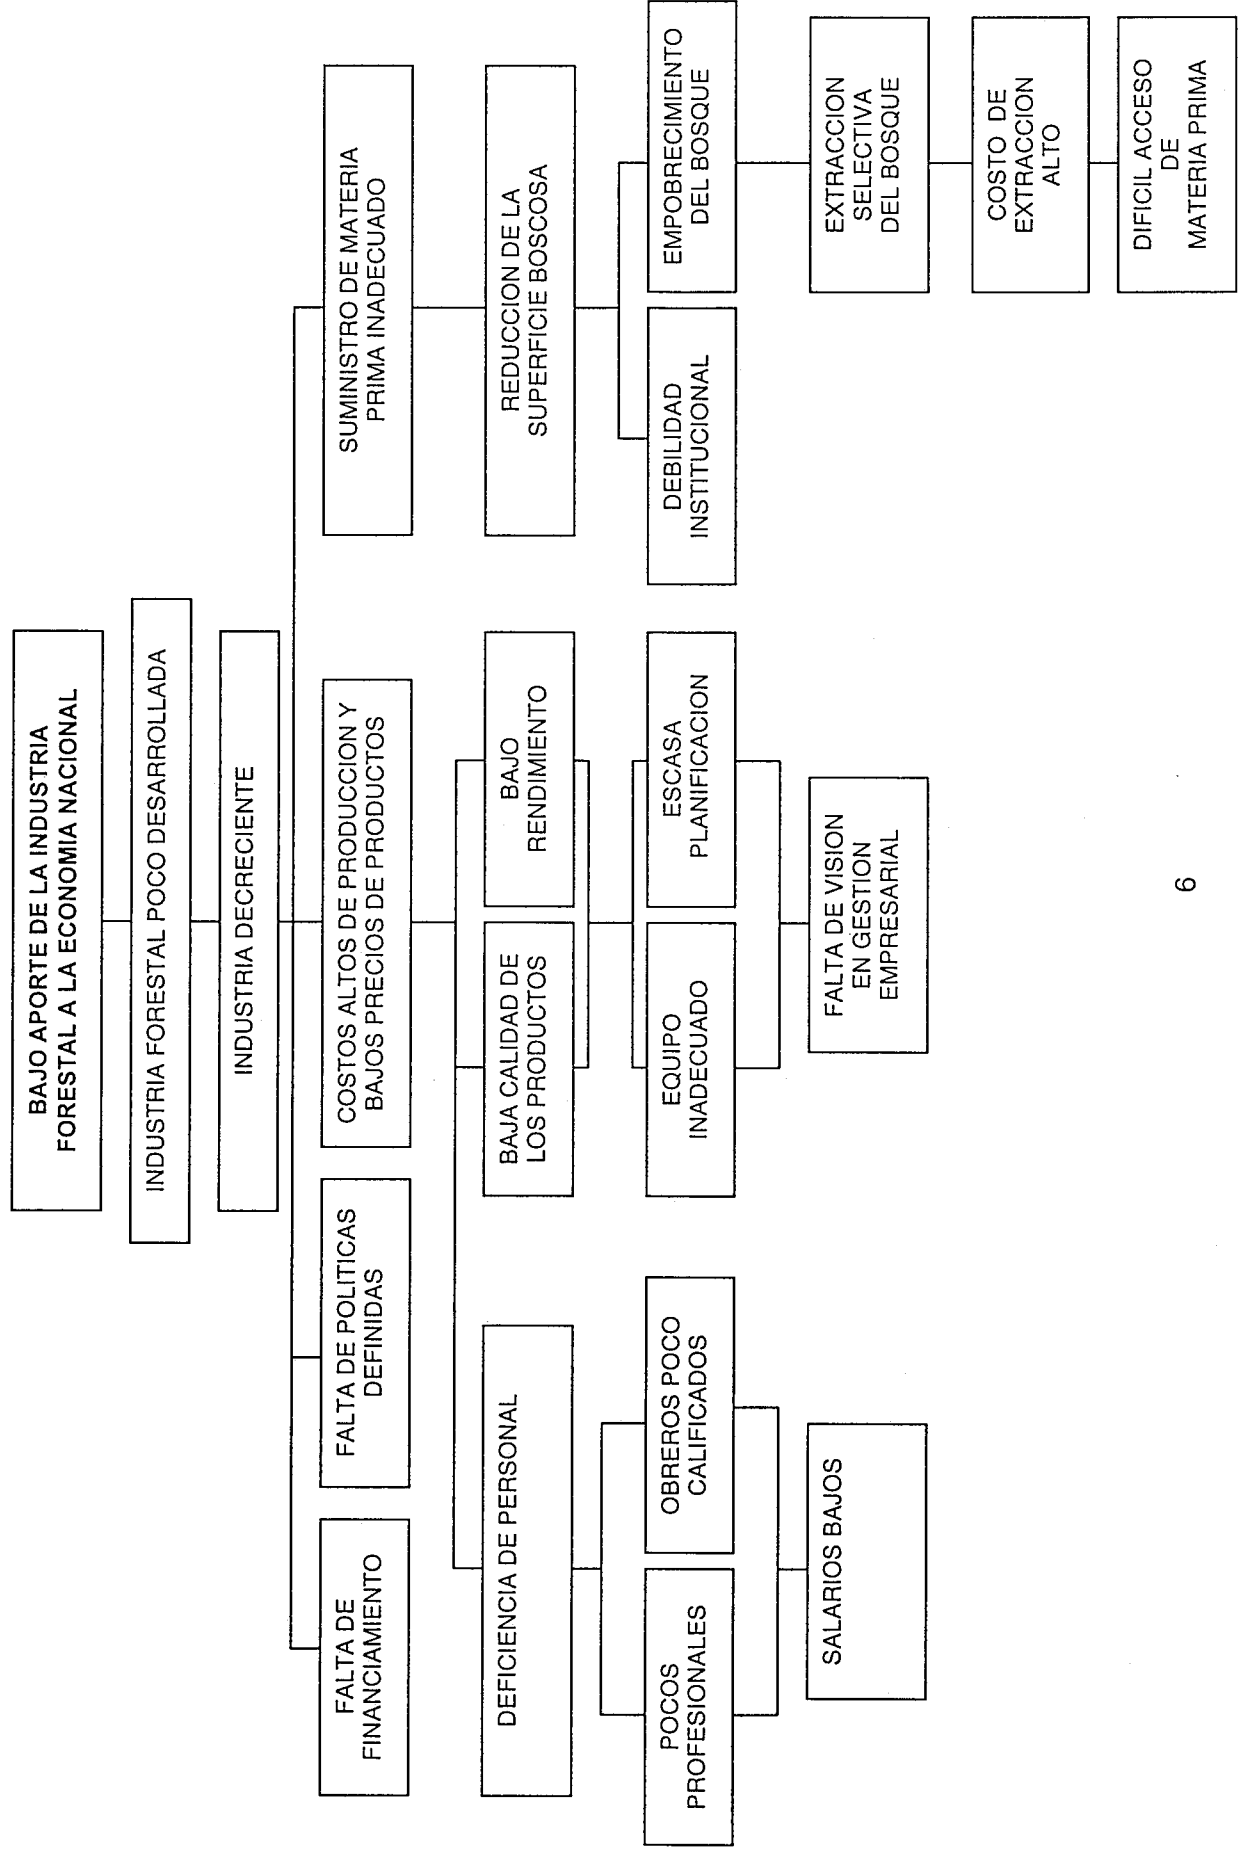 BAJO APORTE DE LA INDUSTRIA
FORESTAL A LA ECONOMIA NACIONAL
INDUSTRIA FORESTAL POCO DESARROLLADA
INDUSTRIA DECRECIENTE
FALTA DE
FINANCIAMIENTO
FALTA DE POLITICAS
DEFINIDAS
COSTOS ALTOS DE PRODUCCION Y
BAJOS PRECIOS DE PRODUCTOS
SUMINISTRO DE MATERIA
PRIMA INADECUADO
DEFICIENCIA DE PERSONAL
BAJA CALIDAD DE
LOS PRODUCTOS
BAJO
RENDIMIENTO
REDUCCION DE LA
SUPERFICIE BOSCOSA
POCOS
PROFESIONALES
OBREROS POCO
CALIFICADOS
EQUIPO
INADECUADO
ESCASA
PLANIFICACION
DEBILIDAD
INSTITUCIONAL
EMPOBRECIMIENTO
DEL BOSQUE
SALARIOS BAJOS
FALTA DE VISION
EN GESTION
EMPRESARIAL
EXTRACCION
SELECTIVA
DEL BOSQUE
COSTO DE
EXTRACCION
ALTO
DIFICIL ACCESO
DE
MATERIA PRIMA
6